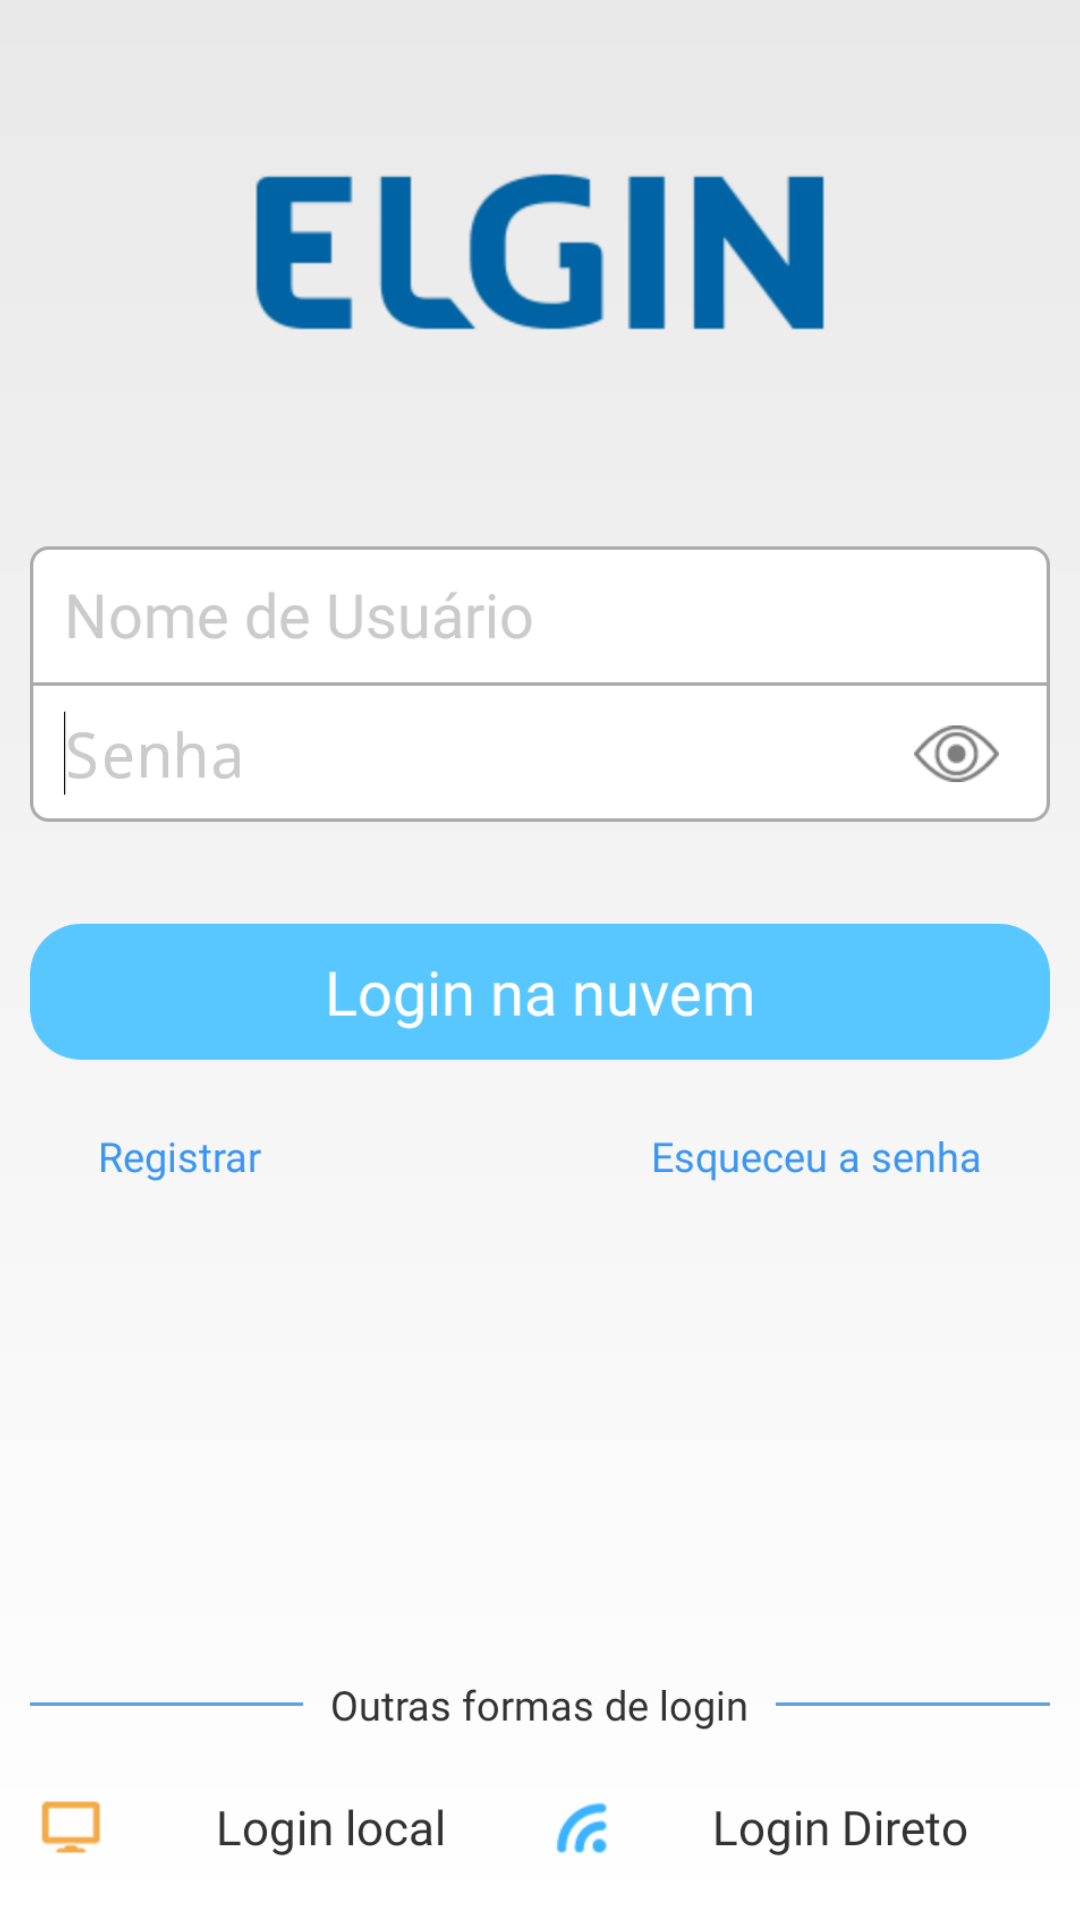 ELGIN
Nome de Usuário
Senha
Login na nuvem
Registrar
Esqueceu a senha
Outras formas de login
Login local
Login Direto